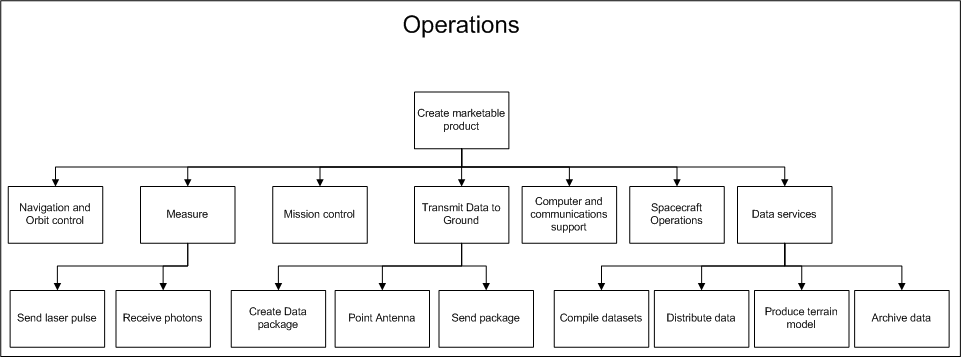 Operations
Create marketable
product
Navigation and
Orbit control
Measure
Mission control
Transmit Data to
Ground
Computer and
communications
support
Spacecraft
Operations
Data services
Send laser pulse
Receive photons
Create Data
package
Point Antenna
Send package
Compile datasets
Distribute data
Produce terrain
model
Archive data